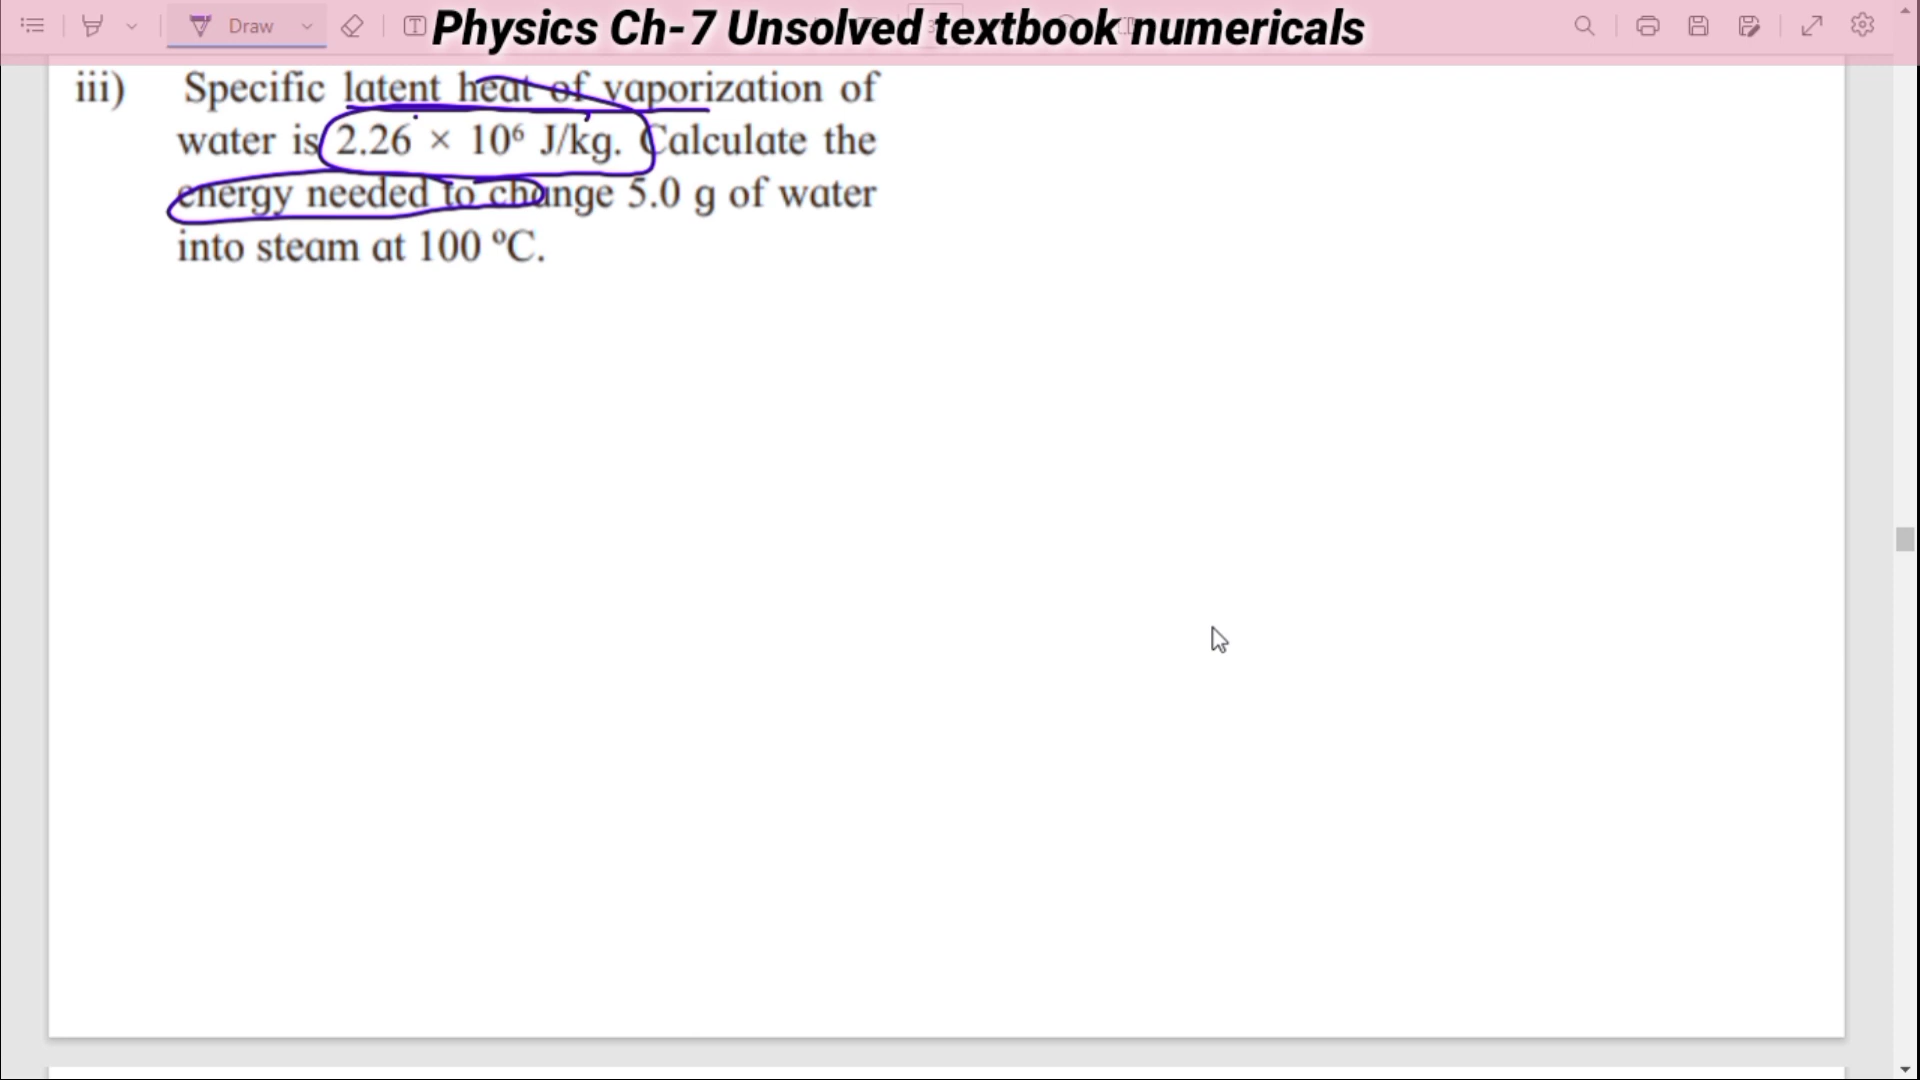 Draw
Physics Ch-7 Unsolved textbook numericals
iii) Specific latent heat of vaporization of
water is 2.26 × 10⁶ J/kg. Calculate the
energy needed to change 5.0 g of water
into steam at 100 ºC.